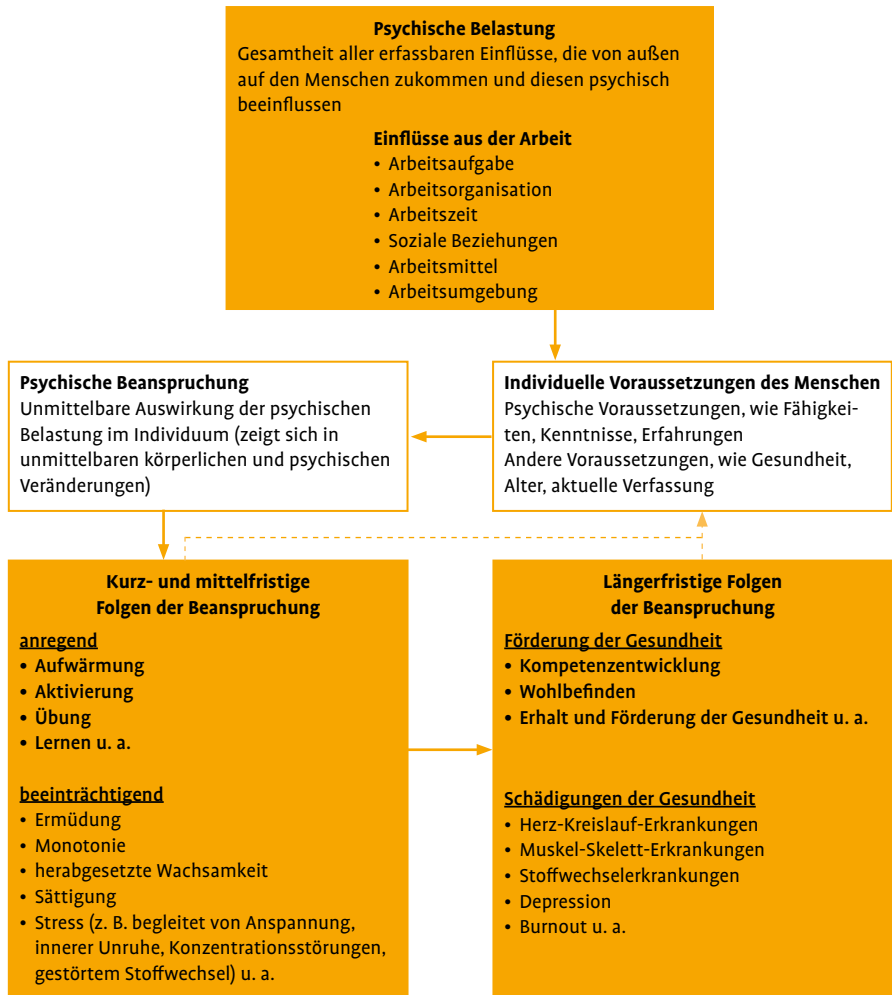 Psychische Belastung
Gesamtheit aller erfassbaren Einflüsse, die von außen
auf den Menschen zukommen und diesen psychisch
beeinflussen
Einflüsse aus der Arbeit
• Arbeitsaufgabe
• Arbeitsorganisation
• Arbeitszeit
• Soziale Beziehungen
• Arbeitsmittel
• Arbeitsumgebung
Psychische Beanspruchung
Unmittelbare Auswirkung der psychischen
Belastung im Individuum (zeigt sich in
unmittelbaren körperlichen und psychischen
Veränderungen)
Individuelle Voraussetzungen des Menschen
Psychische Voraussetzungen, wie Fähigkei-
ten, Kenntnisse, Erfahrungen
Andere Voraussetzungen, wie Gesundheit,
Alter, aktuelle Verfassung
Kurz- und mittelfristige
Folgen der Beanspruchung
anregend
• Aufwärmung
• Aktivierung
• Übung
• Lernen u. a.
beeinträchtigend
• Ermüdung
• Monotonie
• herabgesetzte Wachsamkeit
• Sättigung
• Stress (z. B. begleitet von Anspannung,
innerer Unruhe, Konzentrationsstörungen,
gestörtem Stoffwechsel) u. a.
Längerfristige Folgen
der Beanspruchung
Förderung der Gesundheit
• Kompetenzentwicklung
• Wohlbefinden
• Erhalt und Förderung der Gesundheit u. a.
Schädigungen der Gesundheit
• Herz-Kreislauf-Erkrankungen
• Muskel-Skelett-Erkrankungen
• Stoffwechselerkrankungen
• Depression
• Burnout u. a.